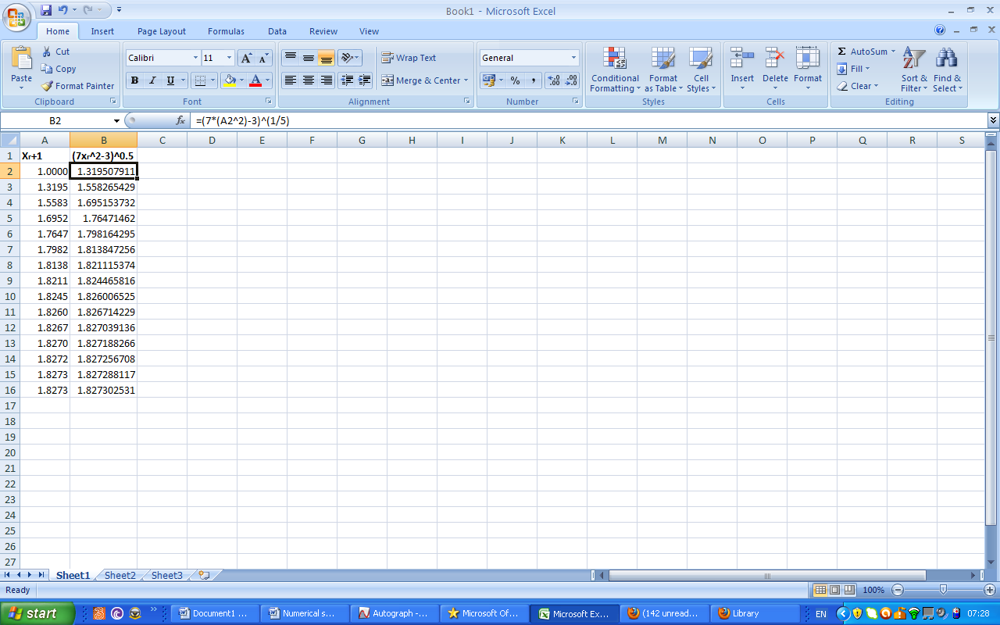 Book1 - Microsoft Excel
Home Insert Page Layout Formulas Data Review View
Paste Cut Copy Format Painter
Calibri 11
B I U
Wrap Text
Merge & Center
General
% ,
Conditional Formatting Format as Table Cell Styles
Insert Delete Format
Σ AutoSum Fill Clear
Sort & Filter Find & Select
Clipboard Font Alignment Number Styles Cells Editing
B2 fx =(7*(A2^2)-3)^(1/5)
A B C D E F G H I J K L M N O P Q R S
1 Xr+1 (7xr^2-3)^0.5
2 1.0000 1.319507911
3 1.3195 1.558265429
4 1.5583 1.695153732
5 1.6952 1.76471462
6 1.7647 1.798164295
7 1.7982 1.813847256
8 1.8138 1.821115374
9 1.8211 1.824465816
10 1.8245 1.826006525
11 1.8260 1.826714229
12 1.8267 1.827039136
13 1.8270 1.827188266
14 1.8272 1.827256708
15 1.8273 1.827288117
16 1.8273 1.827302531
17
18
19
20
21
22
23
24
25
26
27
Sheet1 Sheet2 Sheet3
Ready 100%
start Document1 ... Numerical s... Autograph -... Microsoft Of... Microsoft Ex... (142 unread... Library EN 07:28